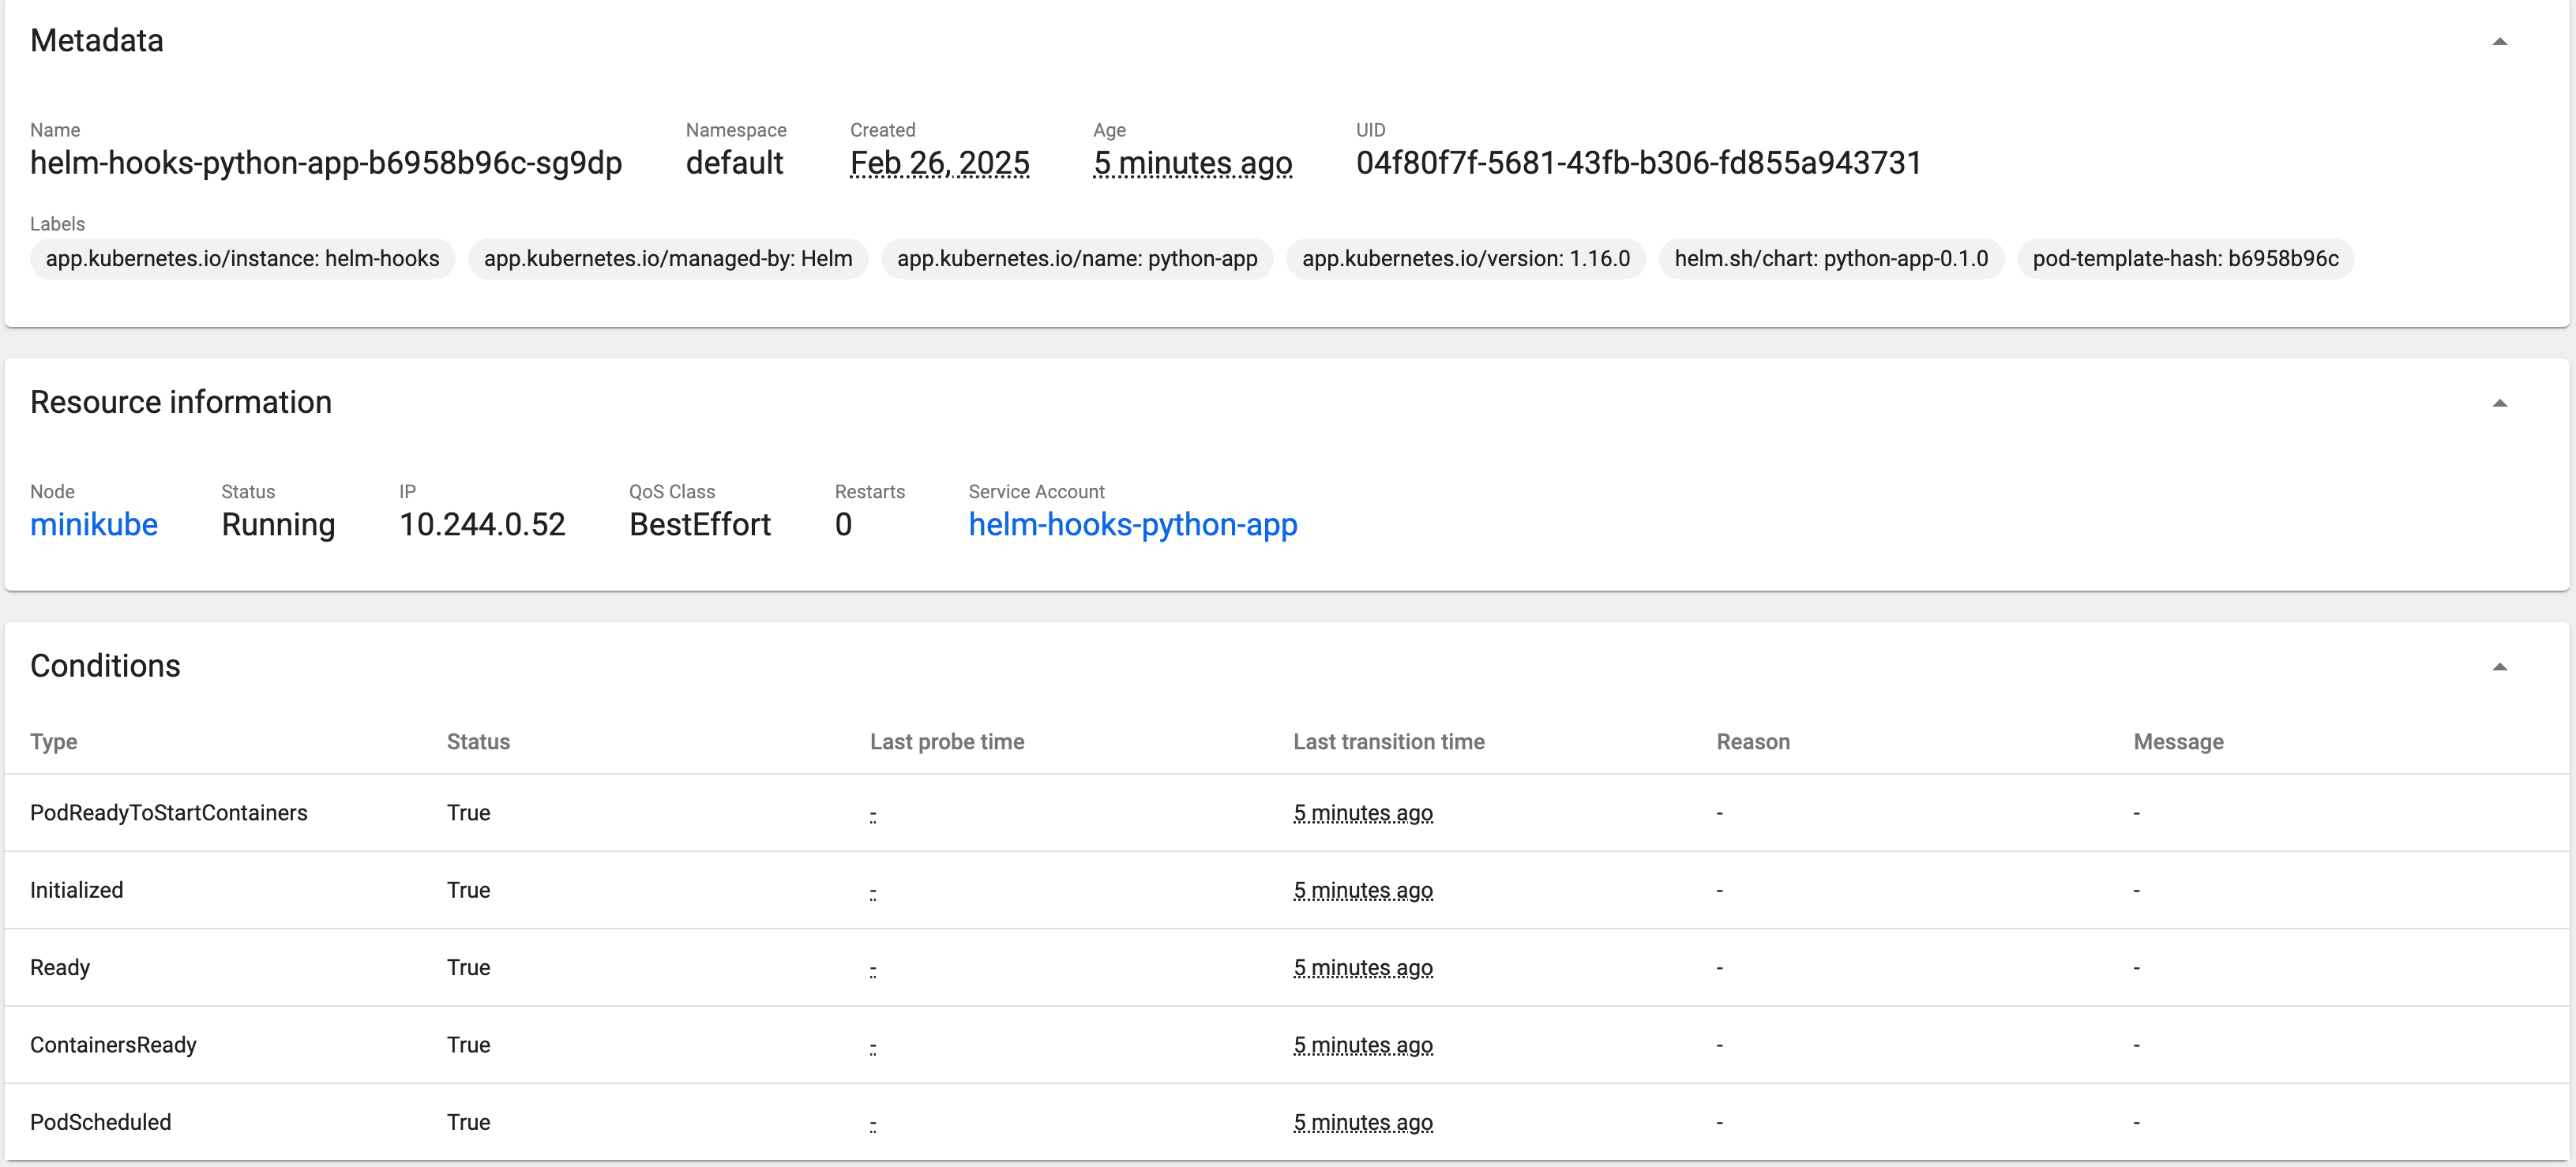 Metadata
Name Namespace Created Age UID
helm-hooks-python-app-b6958b96c-sg9dp default Feb 26, 2025 5 minutes ago 04f80f7f-5681-43fb-b306-fd855a943731
Labels
app.kubernetes.io/instance: helm-hooks app.kubernetes.io/managed-by: Helm app.kubernetes.io/name: python-app app.kubernetes.io/version: 1.16.0 helm.sh/chart: python-app-0.1.0 pod-template-hash: b6958b96c
Resource information
Node Status IP QoS Class Restarts Service Account
minikube Running 10.244.0.52 BestEffort 0 helm-hooks-python-app
Conditions
Type Status Last probe time Last transition time Reason Message
PodReadyToStartContainers True - 5 minutes ago - -
Initialized True - 5 minutes ago - -
Ready True - 5 minutes ago - -
ContainersReady True - 5 minutes ago - -
PodScheduled True - 5 minutes ago - -